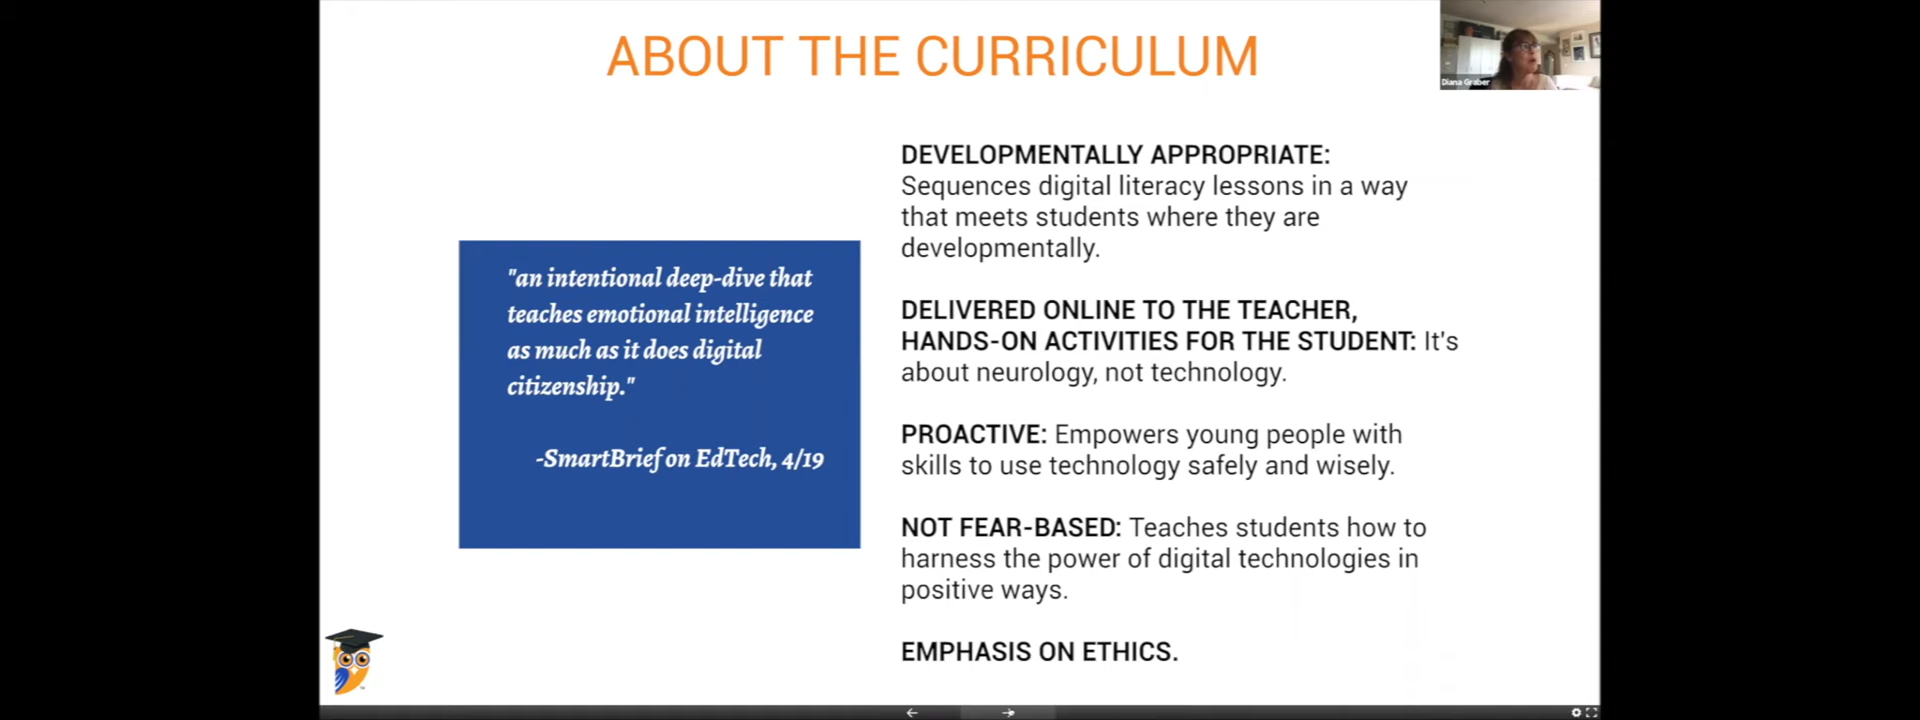 ABOUT THE CURRICULUM
Diana Graber
"an intentional deep-dive that
teaches emotional intelligence
as much as it does digital
citizenship."
-SmartBrief on EdTech, 4/19
DEVELOPMENTALLY APPROPRIATE:
Sequences digital literacy lessons in a way
that meets students where they are
developmentally.
DELIVERED ONLINE TO THE TEACHER,
HANDS-ON ACTIVITIES FOR THE STUDENT: It's
about neurology, not technology.
PROACTIVE: Empowers young people with
skills to use technology safely and wisely.
NOT FEAR-BASED: Teaches students how to
harness the power of digital technologies in
positive ways.
EMPHASIS ON ETHICS.